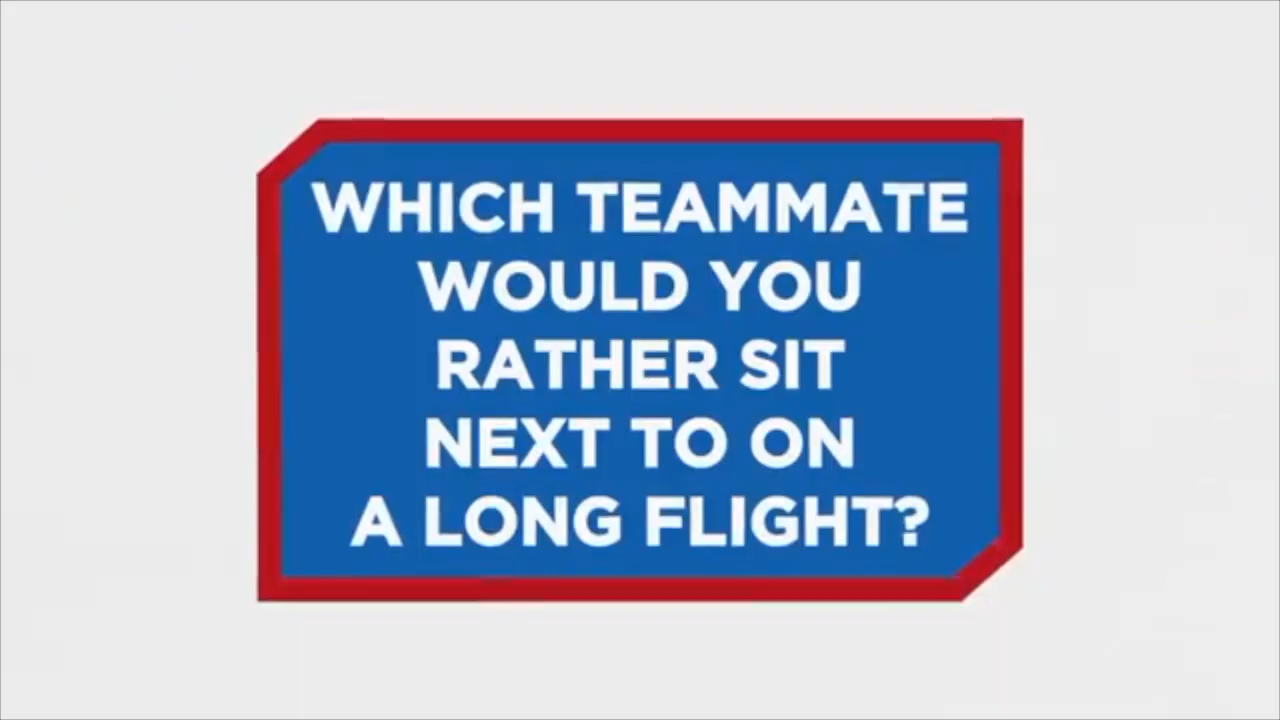 WHICH TEAMMATE
WOULD YOU
RATHER SIT
NEXT TO ON
A LONG FLIGHT?